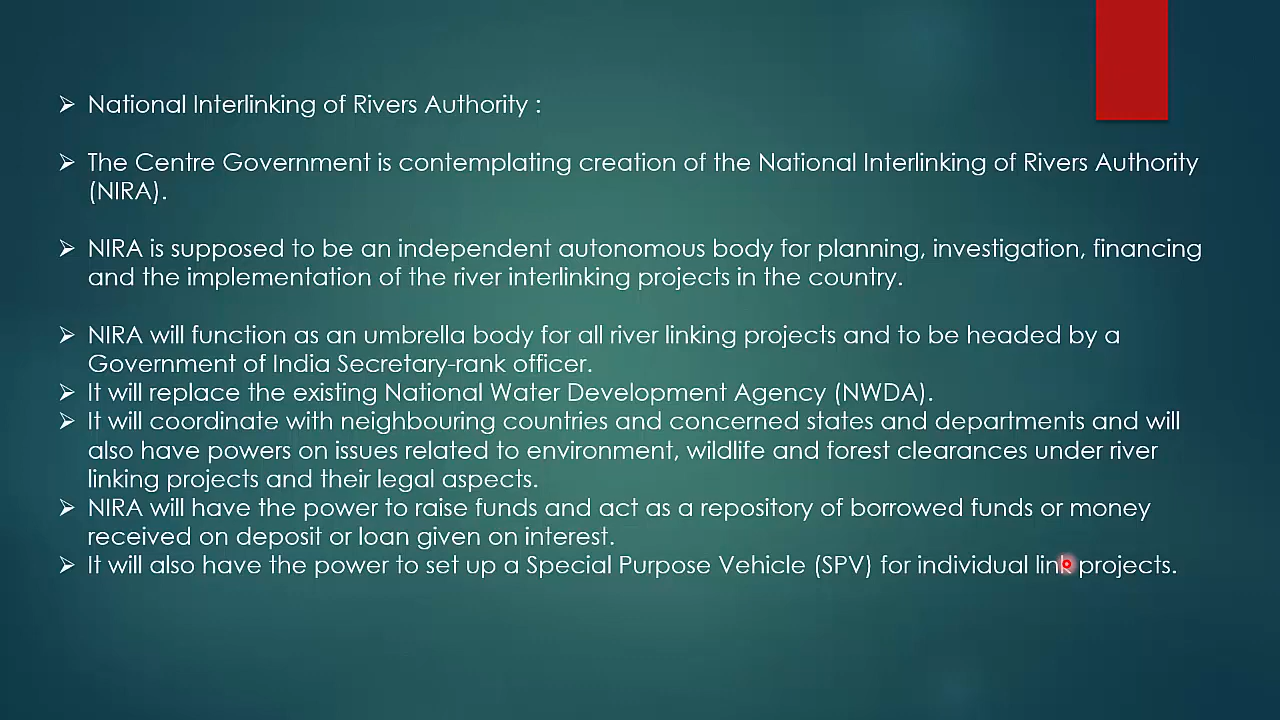 National Interlinking of Rivers Authority :
The Centre Government is contemplating creation of the National Interlinking of Rivers Authority
(NIRA).
NIRA is supposed to be an independent autonomous body for planning, investigation, financing
and the implementation of the river interlinking projects in the country.
NIRA will function as an umbrella body for all river linking projects and to be headed by a
Government of India Secretary-rank officer.
It will replace the existing National Water Development Agency (NWDA).
It will coordinate with neighbouring countries and concerned states and departments and will
also have powers on issues related to environment, wildlife and forest clearances under river
linking projects and their legal aspects.
NIRA will have the power to raise funds and act as a repository of borrowed funds or money
received on deposit or loan given on interest.
It will also have the power to set up a Special Purpose Vehicle (SPV) for individual link projects.